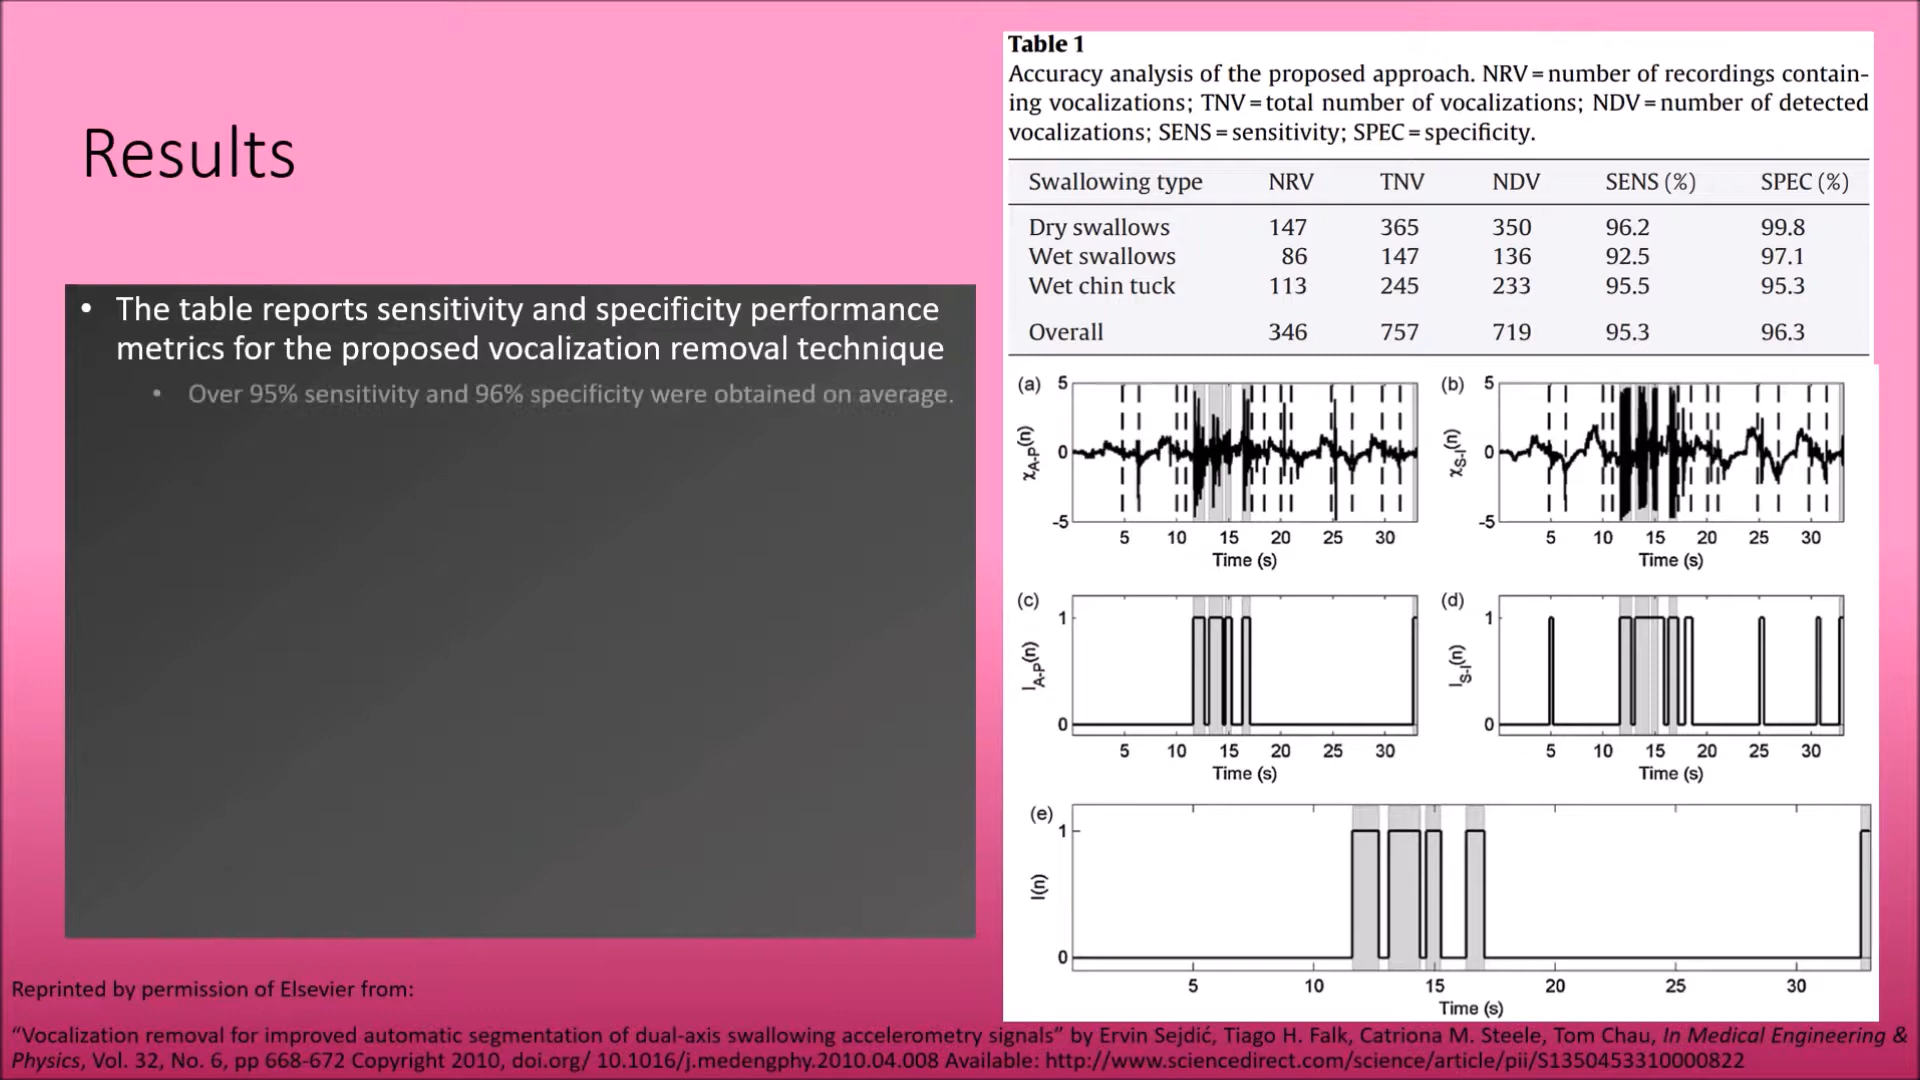 Results
• The table reports sensitivity and specificity performance
metrics for the proposed vocalization removal technique
• Over 95% sensitivity and 96% specificity were obtained on average.
Table 1
Accuracy analysis of the proposed approach. NRV = number of recordings contain-
ing vocalizations; TNV = total number of vocalizations; NDV = number of detected
vocalizations; SENS = sensitivity; SPEC = specificity.
Swallowing type NRV TNV NDV SENS (%) SPEC (%)
Dry swallows 147 365 350 96.2 99.8
Wet swallows 86 147 136 92.5 97.1
Wet chin tuck 113 245 233 95.5 95.3
Overall 346 757 719 95.3 96.3
(a)
5
0
-5
χA-P(n)
5 10 15 20 25 30
Time (s)
(b)
5
0
-5
χS-I(n)
5 10 15 20 25 30
Time (s)
(c)
1
0
IA-P(n)
5 10 15 20 25 30
Time (s)
(d)
1
0
IS-I(n)
5 10 15 20 25 30
Time (s)
(e)
1
0
I(n)
5 10 15 20 25 30
Time (s)
Reprinted by permission of Elsevier from:
“Vocalization removal for improved automatic segmentation of dual-axis swallowing accelerometry signals” by Ervin Sejdić, Tiago H. Falk, Catriona M. Steele, Tom Chau, In Medical Engineering &
Physics, Vol. 32, No. 6, pp 668-672 Copyright 2010, doi.org/ 10.1016/j.medengphy.2010.04.008 Available: http://www.sciencedirect.com/science/article/pii/S1350453310000822